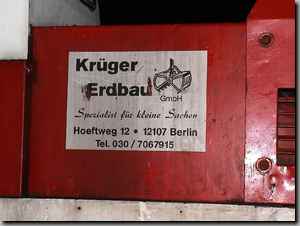 Krüger
Erdbau
GmbH
Spezialist für kleine Sachen
Hoeftweg 12 • 12107 Berlin
Tel. 030 / 7067915